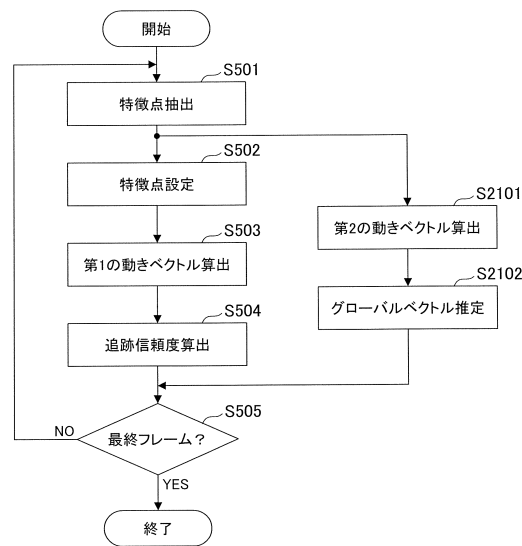 開始
S501
特徴点抽出
S502
特徴点設定
S503
第1の動きベクトル算出
S504
追跡信頼度算出
S2101
第2の動きベクトル算出
S2102
グローバルベクトル推定
S505
最終フレーム？
NO
YES
終了